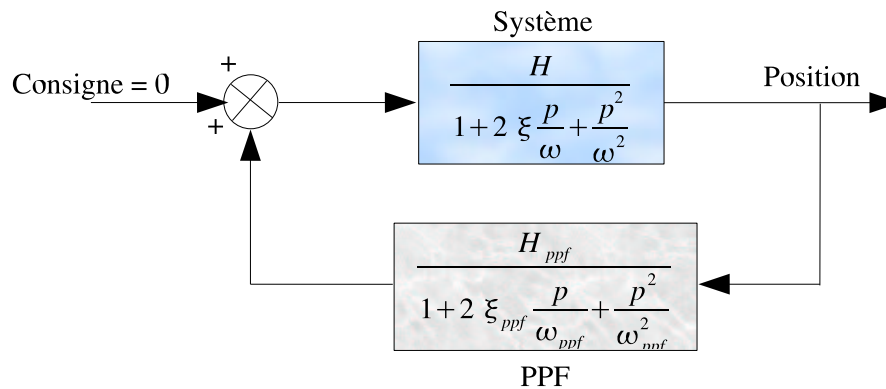 Système
+
Consigne = 0
+
H
1+2 ξ p/ω + p²/ω²
Position
H_ppf
1+2 ξ_ppf p/ω_ppf + p²/ω²_ppf
PPF